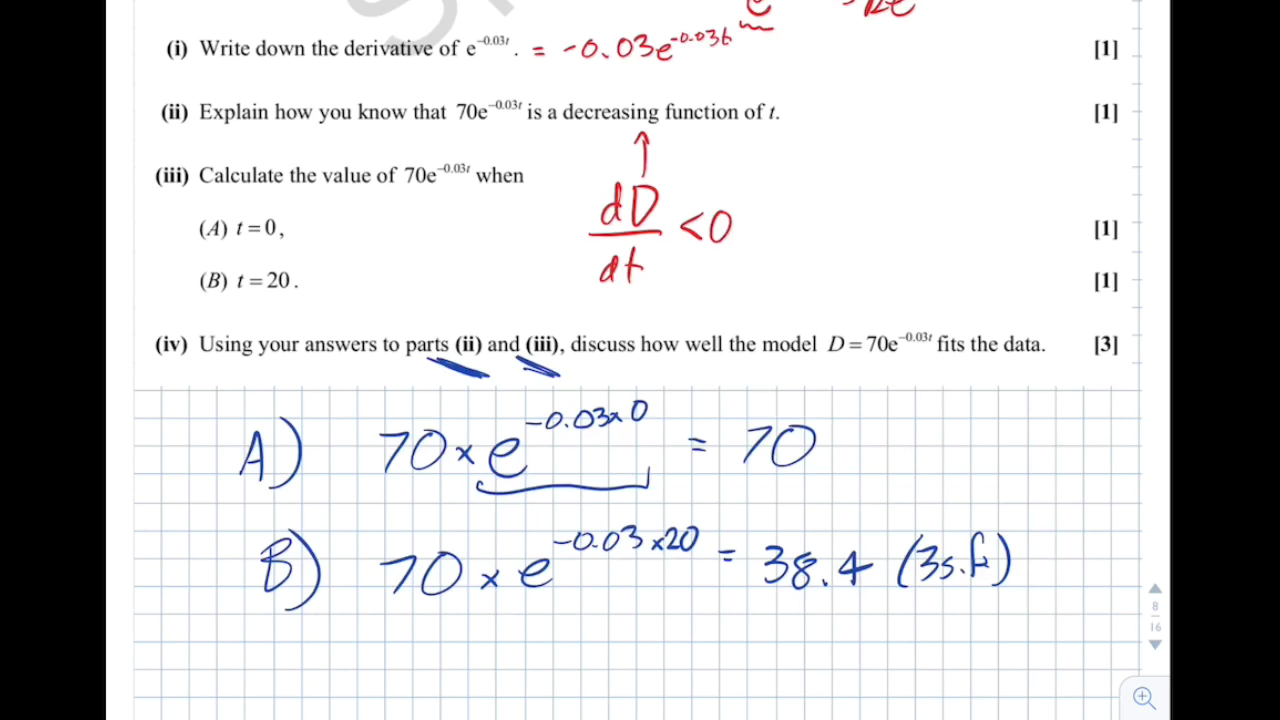 (i) Write down the derivative of e^{-0.03t}. = -0.03e^{-0.03t} [1]
(ii) Explain how you know that 70e^{-0.03t} is a decreasing function of t. [1]
(iii) Calculate the value of 70e^{-0.03t} when
dD/dt <0
(A) t = 0, [1]
(B) t = 20. [1]
(iv) Using your answers to parts (ii) and (iii), discuss how well the model D = 70e^{-0.03t} fits the data. [3]
A) 70 × e^{-0.03×0} = 70
B) 70 × e^{-0.03×20} = 38.4 (3s.f)
8
16